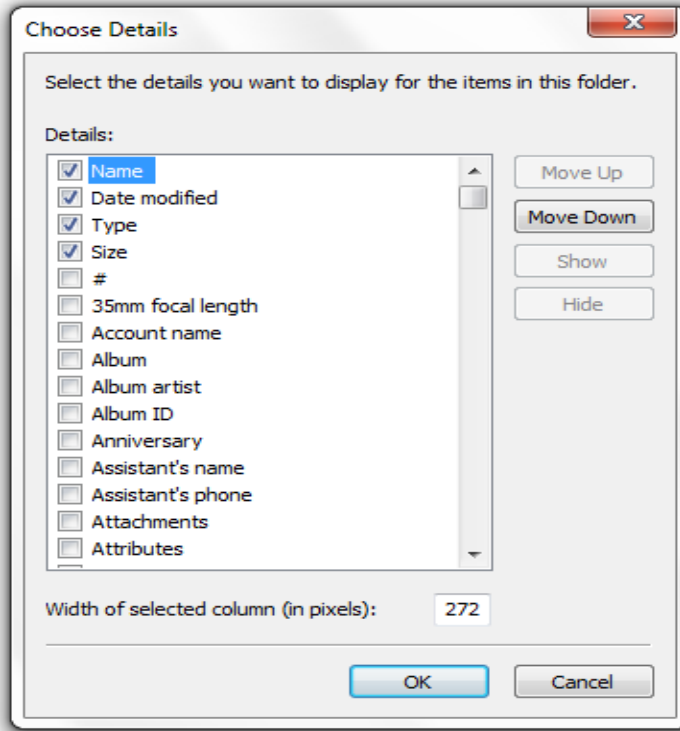 Choose Details
Select the details you want to display for the items in this folder.
Details:
Name
Date modified
Type
Size
#
35mm focal length
Account name
Album
Album artist
Album ID
Anniversary
Assistant's name
Assistant's phone
Attachments
Attributes
Move Up
Move Down
Show
Hide
Width of selected column (in pixels): 272
OK Cancel